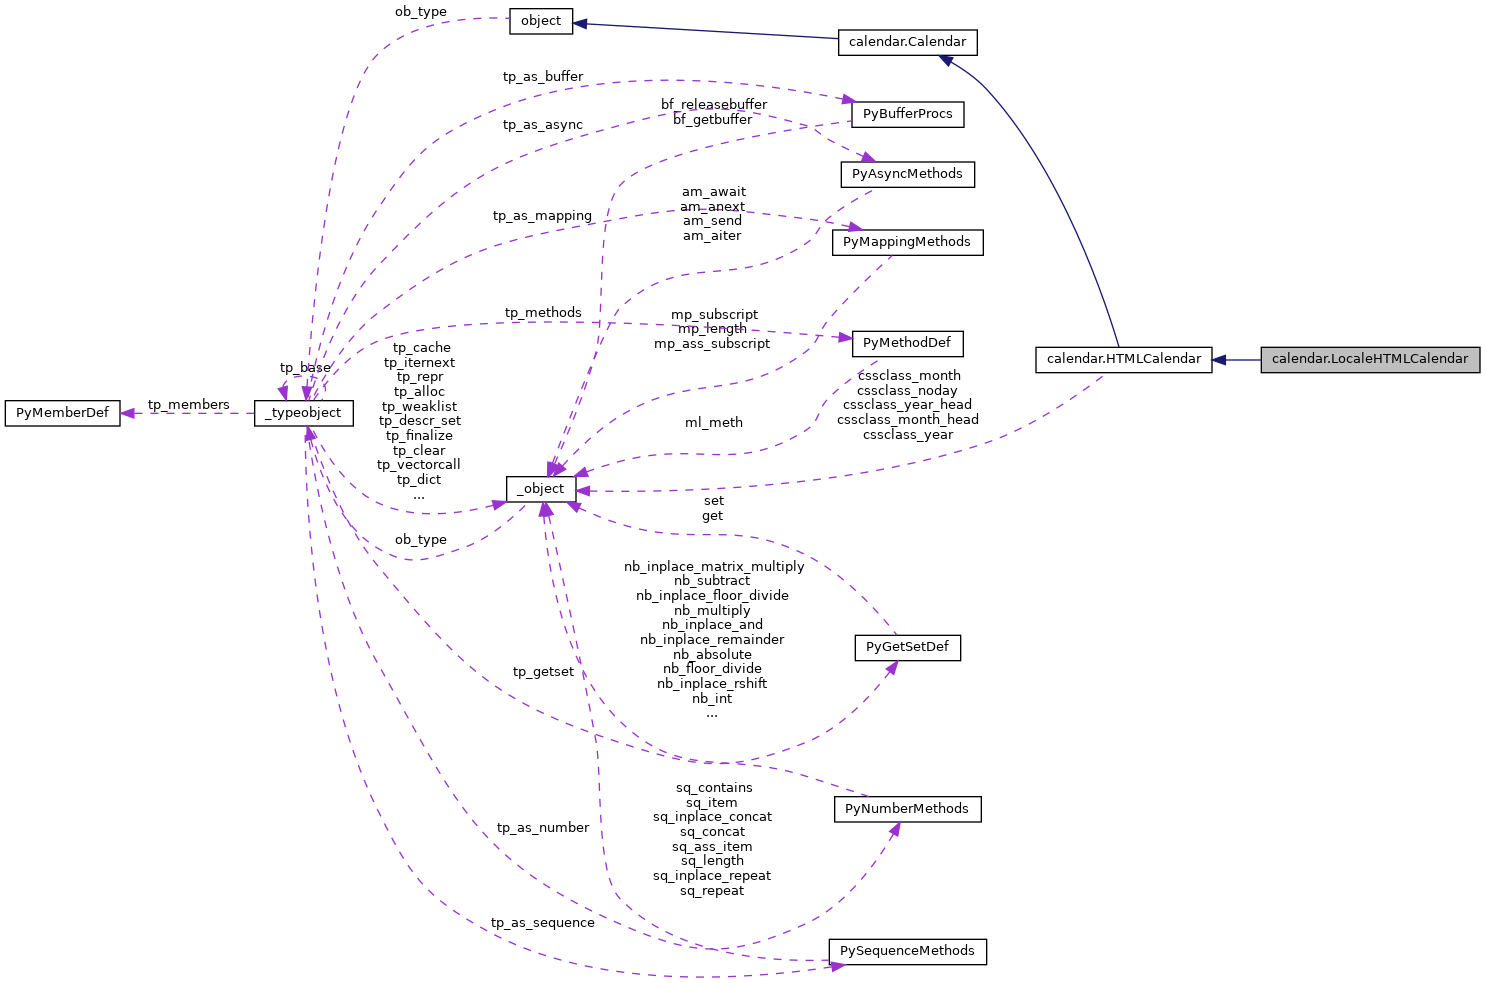 ob_type
object
calendar.Calendar
tp_as_buffer
bf_releasebuffer
bf_getbuffer
PyBufferProcs
tp_as_async
PyAsyncMethods
am_await
am_anext
am_send
am_aiter
tp_as_mapping
PyMappingMethods
tp_methods
mp_subscript
mp_length
mp_ass_subscript
PyMethodDef
calendar.HTMLCalendar
calendar.LocaleHTMLCalendar
tp_base
tp_cache
tp_iternext
tp_repr
tp_alloc
tp_weaklist
tp_descr_set
tp_finalize
tp_clear
tp_vectorcall
tp_dict
...
cssclass_month
cssclass_noday
cssclass_year_head
cssclass_month_head
cssclass_year
PyMemberDef
tp_members
_typeobject
ml_meth
_object
set
get
ob_type
nb_inplace_matrix_multiply
nb_subtract
nb_inplace_floor_divide
nb_multiply
nb_inplace_and
nb_inplace_remainder
nb_absolute
nb_floor_divide
nb_inplace_rshift
nb_int
...
PyGetSetDef
tp_getset
sq_contains
sq_item
sq_inplace_concat
sq_concat
sq_ass_item
sq_length
sq_inplace_repeat
sq_repeat
PyNumberMethods
tp_as_number
tp_as_sequence
PySequenceMethods